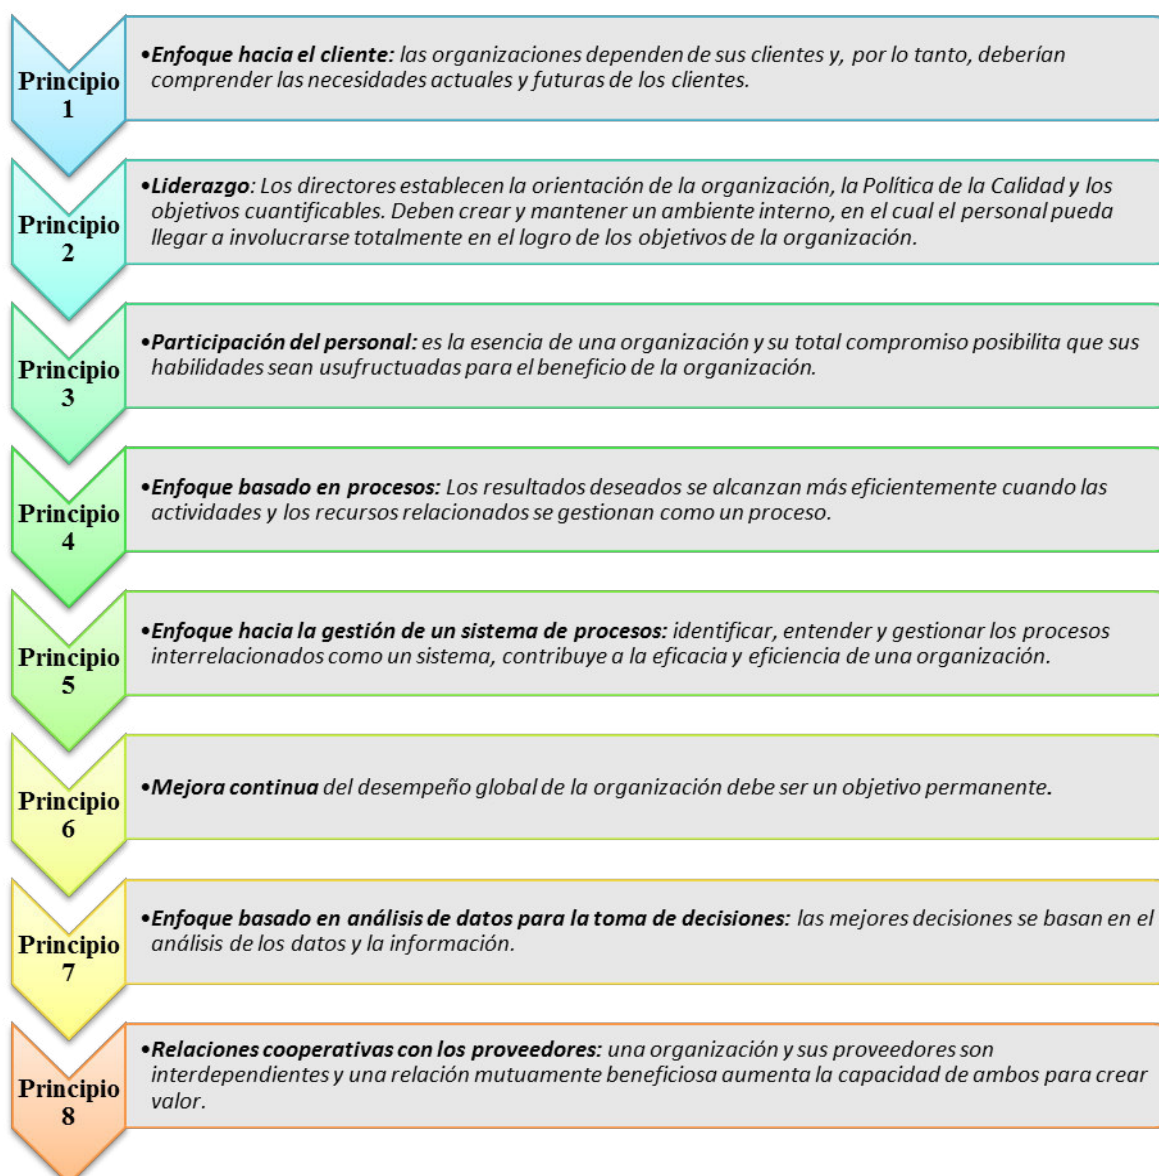 Principio
1
•Enfoque hacia el cliente: las organizaciones dependen de sus clientes y, por lo tanto, deberían
comprender las necesidades actuales y futuras de los clientes.
Principio
2
•Liderazgo: Los directores establecen la orientación de la organización, la Política de la Calidad y los
objetivos cuantificables. Deben crear y mantener un ambiente interno, en el cual el personal pueda
llegar a involucrarse totalmente en el logro de los objetivos de la organización.
Principio
3
•Participación del personal: es la esencia de una organización y su total compromiso posibilita que sus
habilidades sean usufructuadas para el beneficio de la organización.
Principio
4
•Enfoque basado en procesos: Los resultados deseados se alcanzan más eficientemente cuando las
actividades y los recursos relacionados se gestionan como un proceso.
Principio
5
•Enfoque hacia la gestión de un sistema de procesos: identificar, entender y gestionar los procesos
interrelacionados como un sistema, contribuye a la eficacia y eficiencia de una organización.
Principio
6
•Mejora continua del desempeño global de la organización debe ser un objetivo permanente.
Principio
7
•Enfoque basado en análisis de datos para la toma de decisiones: las mejores decisiones se basan en el
análisis de los datos y la información.
Principio
8
•Relaciones cooperativas con los proveedores: una organización y sus proveedores son
interdependientes y una relación mutuamente beneficiosa aumenta la capacidad de ambos para crear
valor.